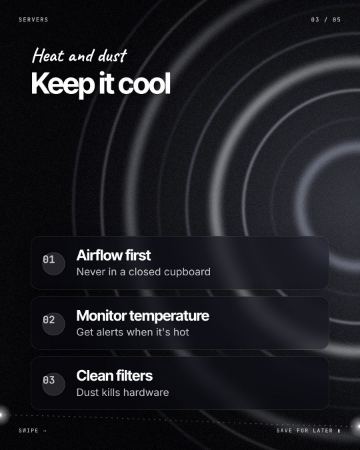 SERVERS
03 / 05
Heat and dust
Keep it cool
01
Airflow first
Never in a closed cupboard
02
Monitor temperature
Get alerts when it's hot
03
Clean filters
Dust kills hardware
SWIPE →
SAVE FOR LATER